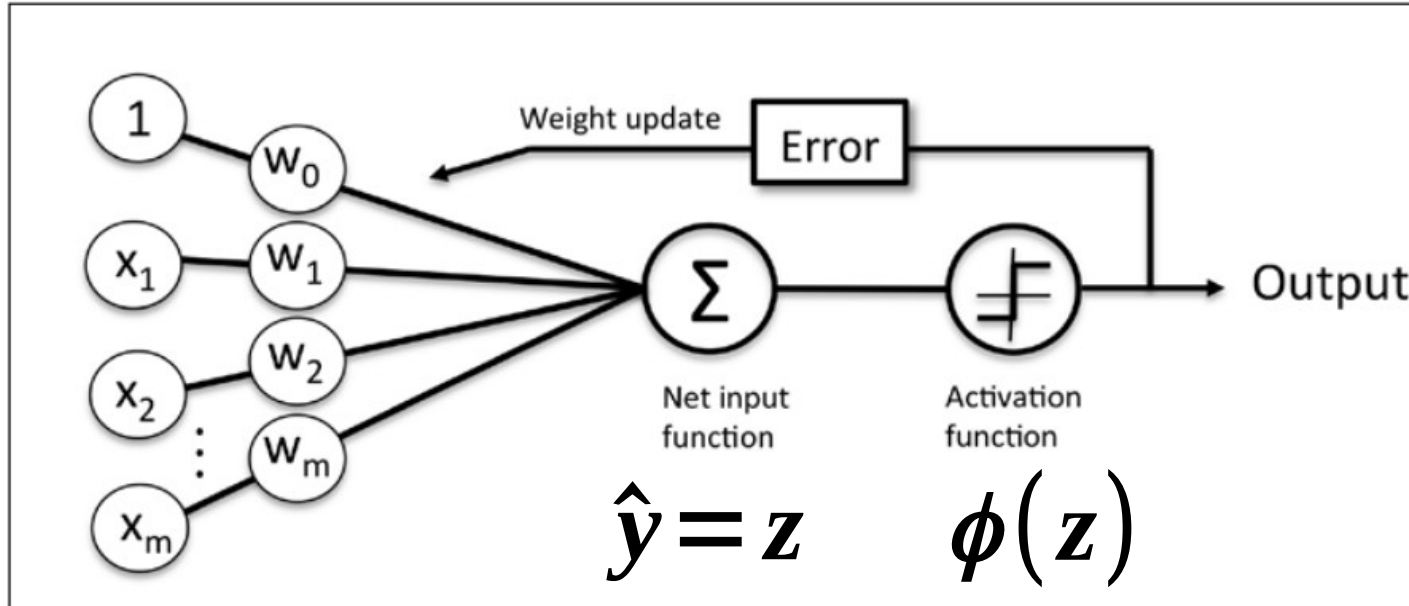 1
w₀
Weight update
Error
x₁
w₁
Σ
Output
x₂
w₂
⋮
wₘ
xₘ
Net input
function
Activation
function
ŷ = z
ϕ(z)